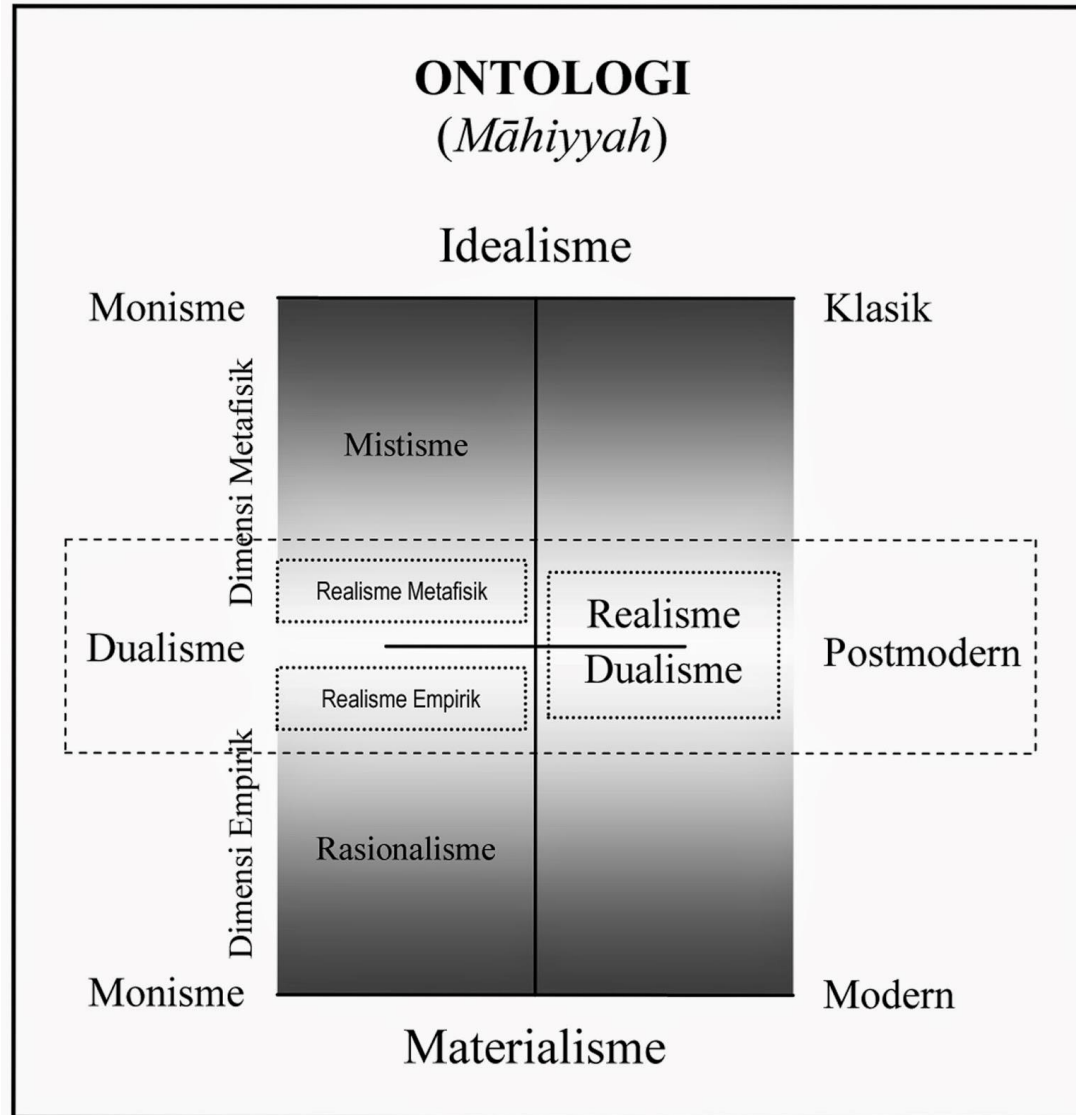 ONTOLOGI
(Māhiyyah)
Idealisme
Monisme
Klasik
Dimensi Metafisik
Mistisme
Realisme Metafisik
Realisme
Dualisme
Dualisme
Postmodern
Realisme Empirik
Dimensi Empirik
Rasionalisme
Monisme
Modern
Materialisme